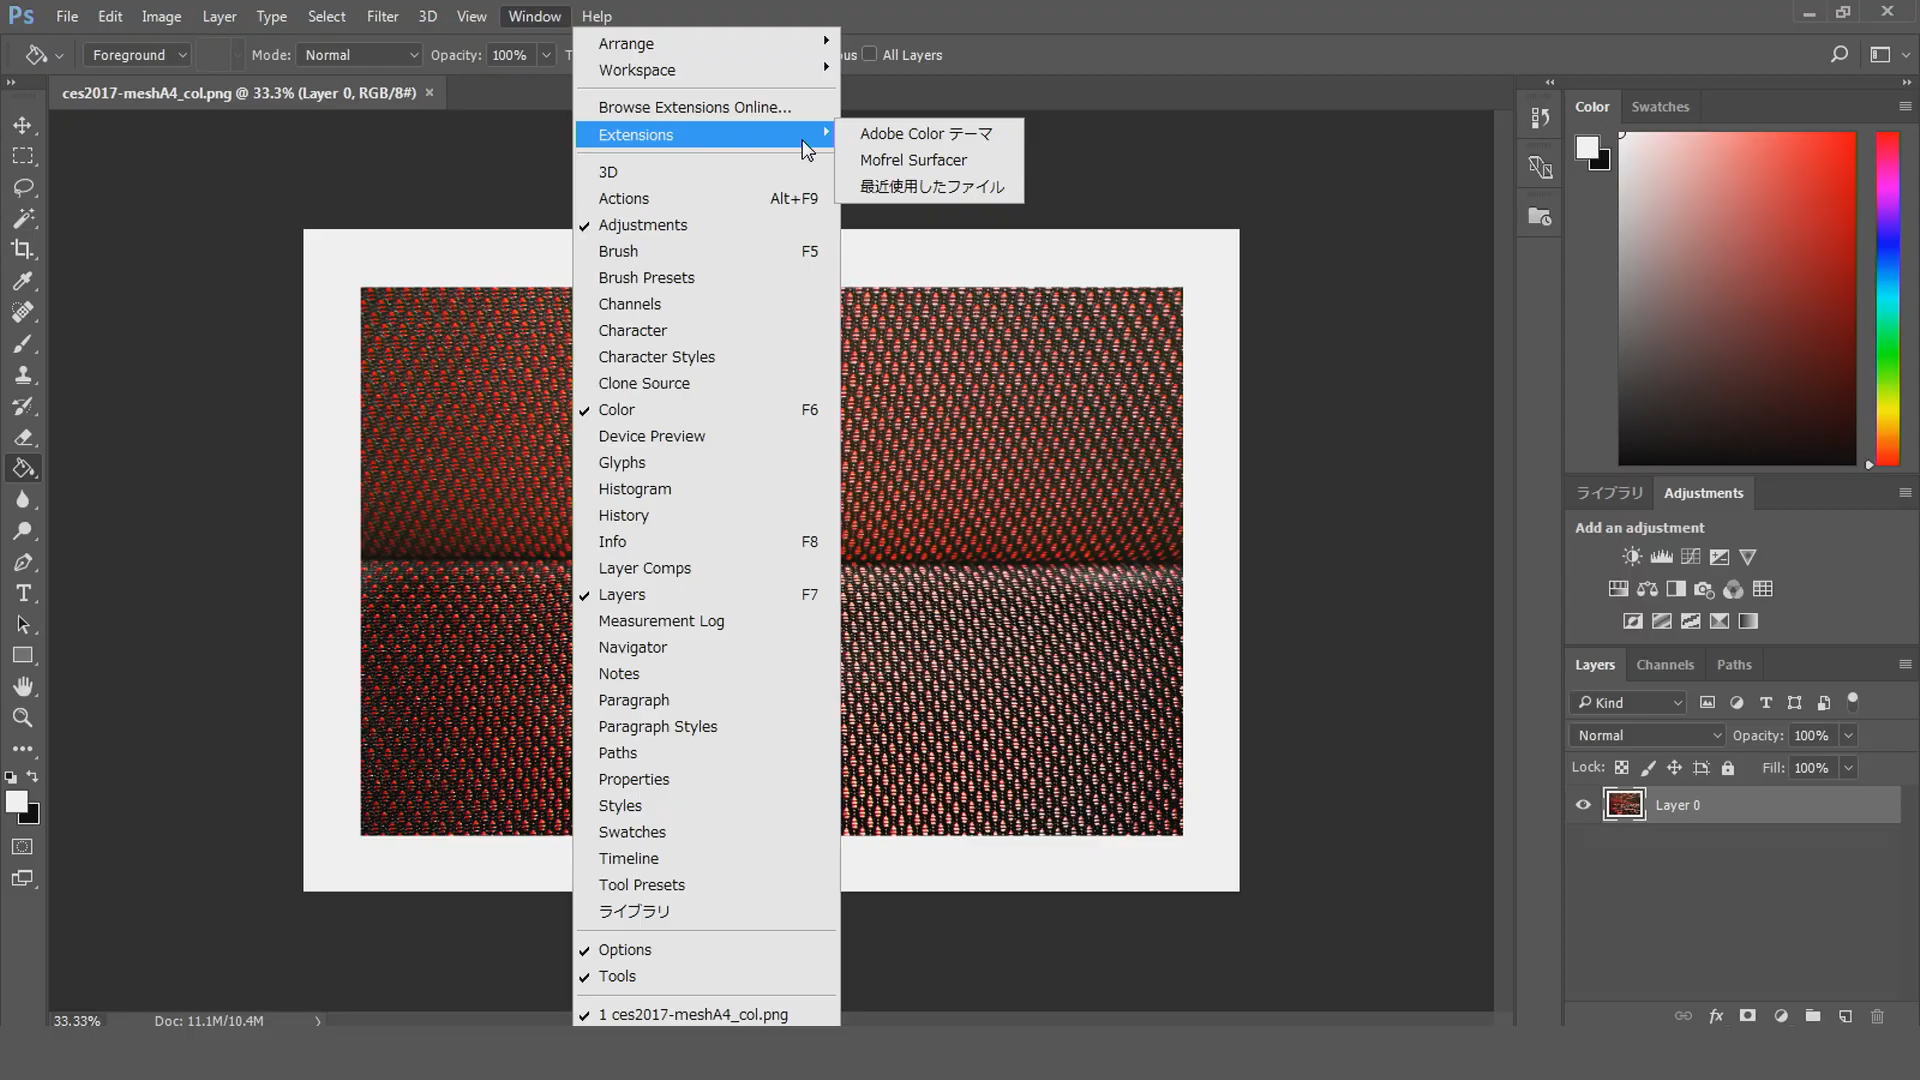 Ps File Edit Image Layer Type Select Filter 3D View Window Help
Foreground Mode: Normal Opacity: 100% T ous All Layers
ces2017-meshA4_col.png @ 33.3% (Layer 0, RGB/8#) ×
Arrange
Workspace
Browse Extensions Online...
Extensions
Adobe Color テーマ
Mofrel Surfacer
最近使用したファイル
3D
Actions Alt+F9
Adjustments
Brush F5
Brush Presets
Channels
Character
Character Styles
Clone Source
Color F6
Device Preview
Glyphs
Histogram
History
Info F8
Layer Comps
Layers F7
Measurement Log
Navigator
Notes
Paragraph
Paragraph Styles
Paths
Properties
Styles
Swatches
Timeline
Tool Presets
ライブラリ
Options
Tools
1 ces2017-meshA4_col.png
Color Swatches
ライブラリ Adjustments
Add an adjustment
Layers Channels Paths
Kind
Normal Opacity: 100%
Lock: Fill: 100%
Layer 0
fx
33.33% Doc: 11.1M/10.4M